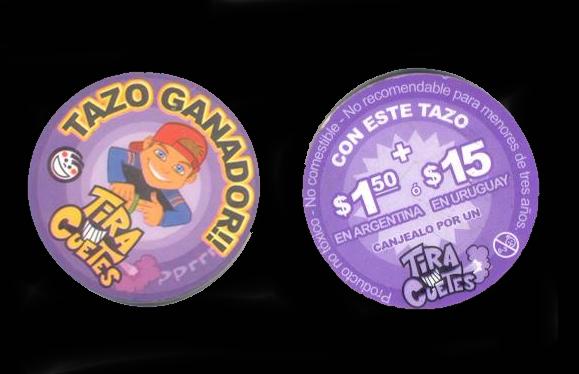 TAZO GANADOR!!
TIRA
CUETES
PPrrr
Producto no tóxico - No comestible - No recomendable para menores de tres años.
CON ESTE TAZO
+
$1.50 ó $15
EN ARGENTINA EN URUGUAY
CANJEALO POR UN
TIRA
CUETES